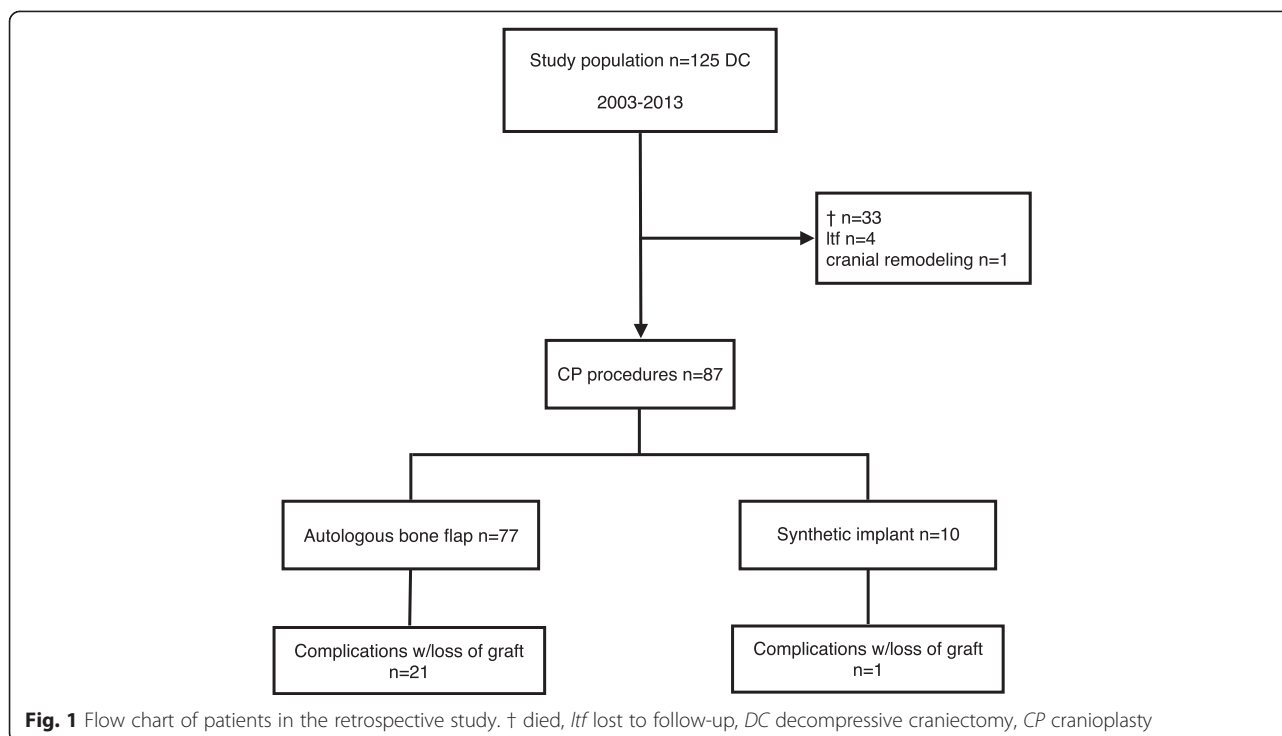 Study population n=125 DC
2003-2013
† n=33
ltf n=4
cranial remodeling n=1
CP procedures n=87
Autologous bone flap n=77
Synthetic implant n=10
Complications w/loss of graft
n=21
Complications w/loss of graft
n=1
Fig. 1 Flow chart of patients in the retrospective study. † died, ltf lost to follow-up, DC decompressive craniectomy, CP cranioplasty